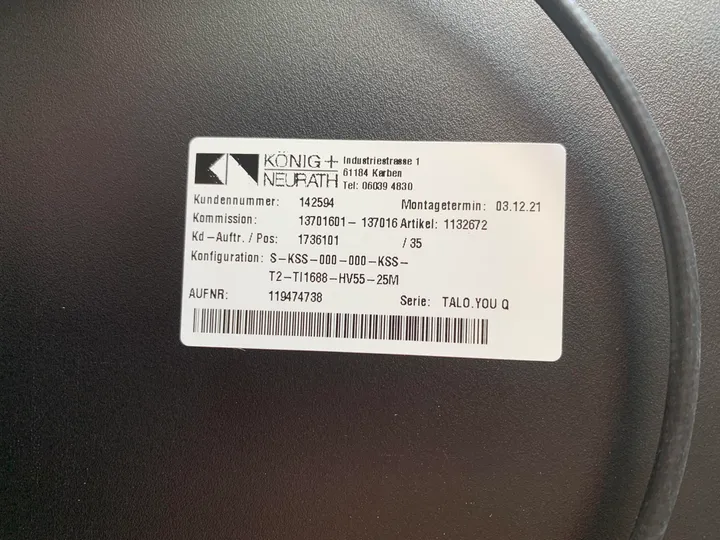 KÖNIG +
NEURATH
Industriestrasse 1
61184 Karben
Tel: 06039 4830
Kundennummer: 142594 Montagetermin: 03.12.21
Kommission: 13701601- 137016 Artikel: 1132672
Kd-Auftr. / Pos: 1736101 / 35
Konfiguration: S-KSS-000-000-KSS-
T2-TI1688-HV55-25M
AUFNR: 119474738 Serie: TALO.YOU Q